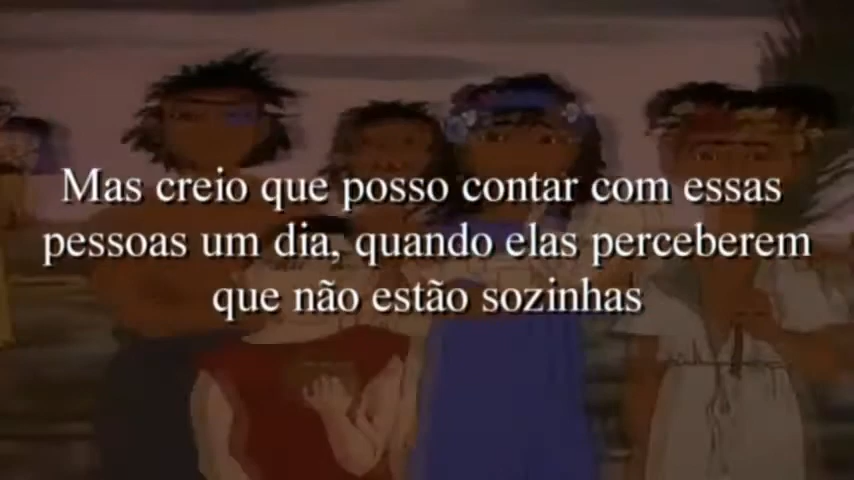 Mas creio que posso contar com essas
pessoas um dia, quando elas perceberem
que não estão sozinhas